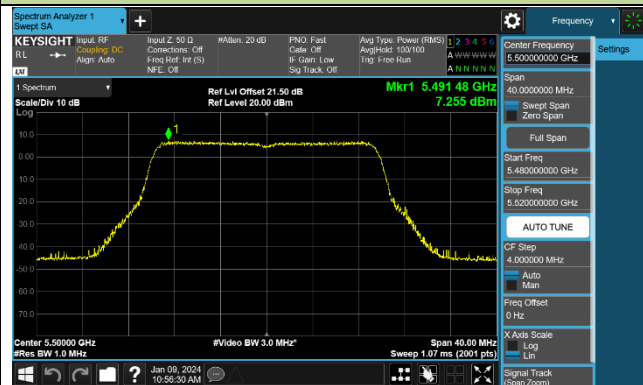 Spectrum Analyzer 1
Swept SA
Frequency
KEYSIGHT
RL
LXI
Input: RF
Coupling: DC
Align: Auto
Input Z: 50 Ω
Corrections: Off
Freq Ref: Int (S)
NFE: Off
#Atten: 20 dB
PNO: Fast
Gate: Off
IF Gain: Low
Sig Track: Off
Avg Type: Power (RMS)
Avg|Hold: 100/100
Trig: Free Run
1 2 3 4 5 6
A W W W W W
A N N N N N
1 Spectrum
Scale/Div 10 dB
Log
Ref Lvl Offset 21.50 dB
Ref Level 20.00 dBm
Mkr1 5.491 48 GHz
7.255 dBm
1
10.0
0.00
-10.0
-20.0
-30.0
-40.0
-50.0
-60.0
-70.0
Center 5.50000 GHz
#Res BW 1.0 MHz
#Video BW 3.0 MHz*
Span 40.00 MHz
Sweep 1.07 ms (2001 pts)
Jan 09, 2024
10:56:30 AM
Center Frequency
5.500000000 GHz
Settings
Span
40.0000000 MHz
Swept Span
Zero Span
Full Span
Start Freq
5.480000000 GHz
Stop Freq
5.520000000 GHz
AUTO TUNE
CF Step
4.000000 MHz
Auto
Man
Freq Offset
0 Hz
X Axis Scale
Log
Lin
Signal Track
(Span Zoom)